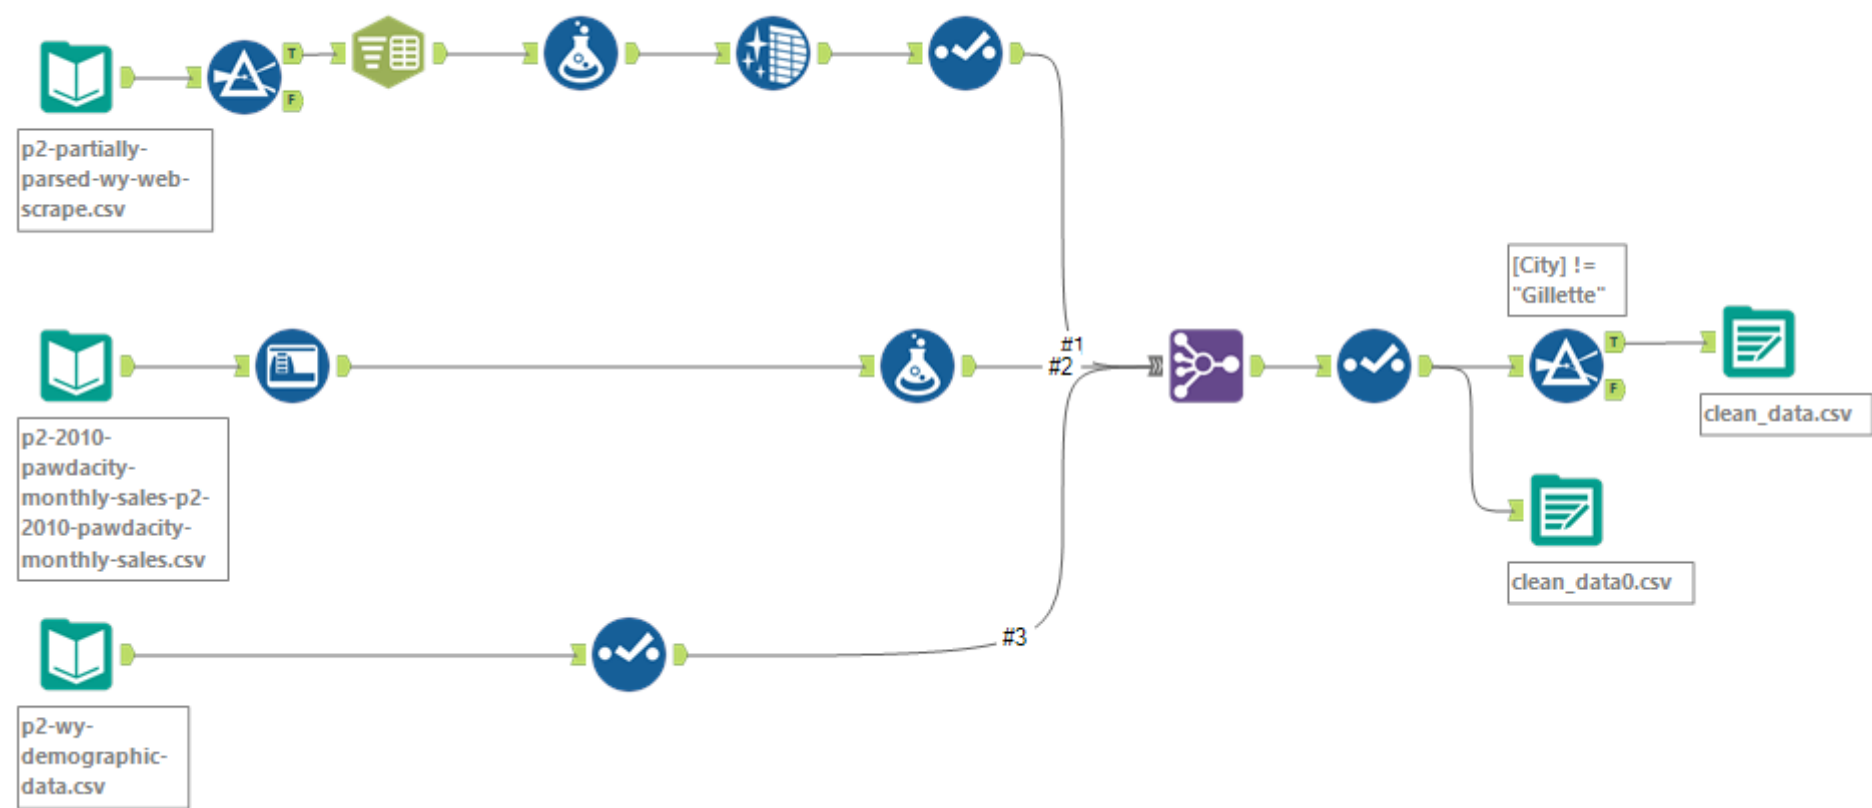 T
F
p2-partially-
parsed-wy-web-
scrape.csv
[City] !=
"Gillette"
#1
#2
T
F
clean_data.csv
p2-2010-
pawdacity-
monthly-sales-p2-
2010-pawdacity-
monthly-sales.csv
clean_data0.csv
#3
p2-wy-
demographic-
data.csv